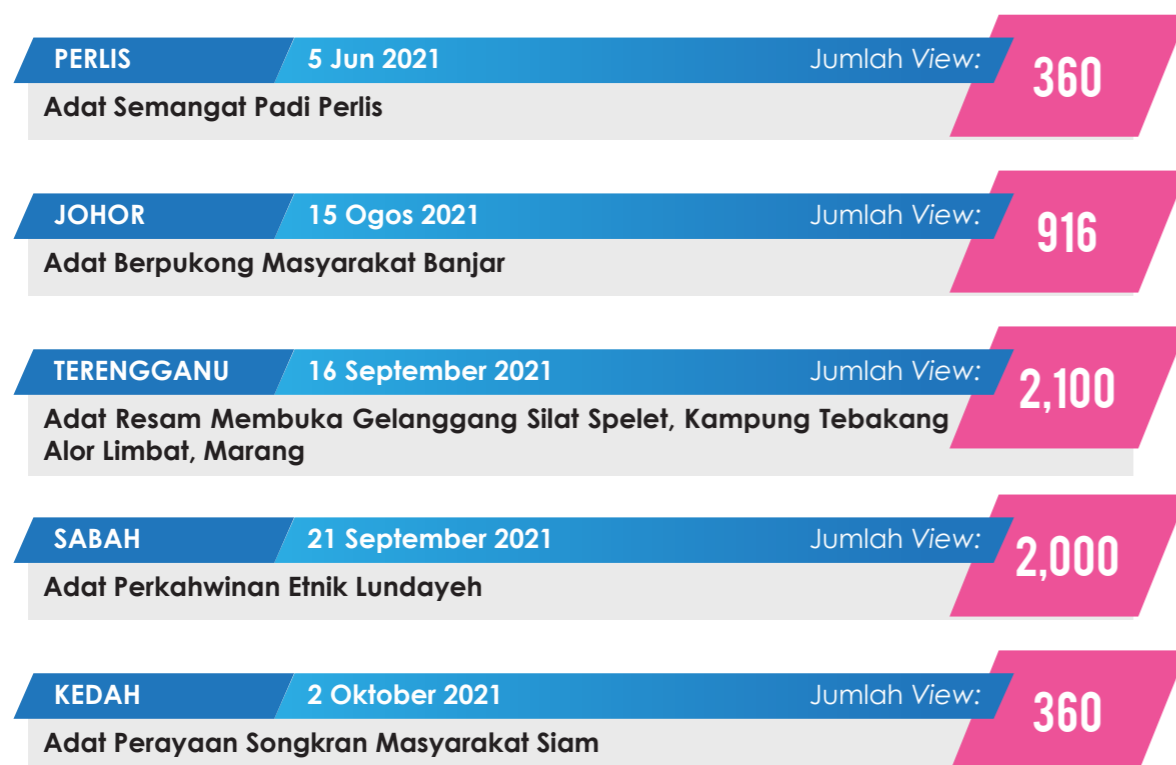 PERLIS 5 Jun 2021 Jumlah View: 360
Adat Semangat Padi Perlis
JOHOR 15 Ogos 2021 Jumlah View: 916
Adat Berpukong Masyarakat Banjar
TERENGGANU 16 September 2021 Jumlah View: 2,100
Adat Resam Membuka Gelanggang Silat Spelet, Kampung Tebakang
Alor Limbat, Marang
SABAH 21 September 2021 Jumlah View: 2,000
Adat Perkahwinan Etnik Lundayeh
KEDAH 2 Oktober 2021 Jumlah View: 360
Adat Perayaan Songkran Masyarakat Siam